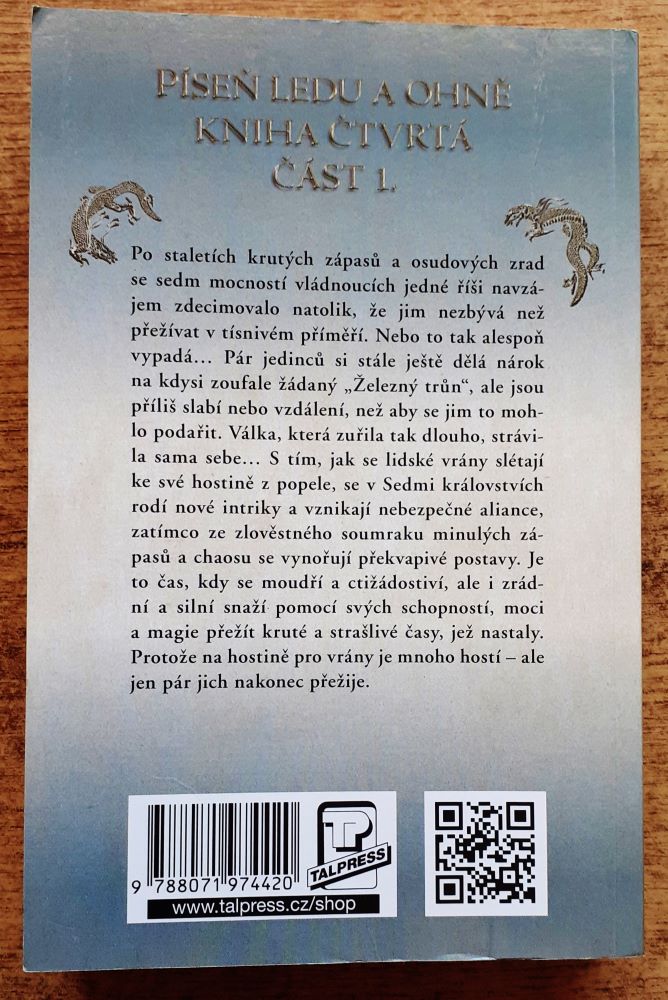 PÍSEŇ LEDU A OHNĚ
KNIHA ČTVRTÁ
ČÁST 1.
Po staletích krutých zápasů a osudových zrad
se sedm mocností vládnoucích jedné říši navzá-
jem zdecimovalo natolik, že jim nezbývá než
přežívat v tísnivém příměří. Nebo to tak alespoň
vypadá... Pár jedinců si stále ještě dělá nárok
na kdysi zoufale žádaný „Železný trůn“, ale jsou
příliš slabí nebo vzdálení, než aby se jim to moh-
lo podařit. Válka, která zuřila tak dlouho, strávi-
la sama sebe... S tím, jak se lidské vrány slétají
ke své hostině z popele, se v Sedmi královstvích
rodí nové intriky a vznikají nebezpečné aliance,
zatímco ze zlověstného soumraku minulých zá-
pasů a chaosu se vynořují překvapivé postavy. Je
to čas, kdy se moudří a ctižádostiví, ale i zrád-
ní a silní snaží pomocí svých schopností, moci
a magie přežít kruté a strašlivé časy, jež nastaly.
Protože na hostině pro vrány je mnoho hostí – ale
jen pár jich nakonec přežije.
TALPRESS
9 788071 974420
www.talpress.cz/shop